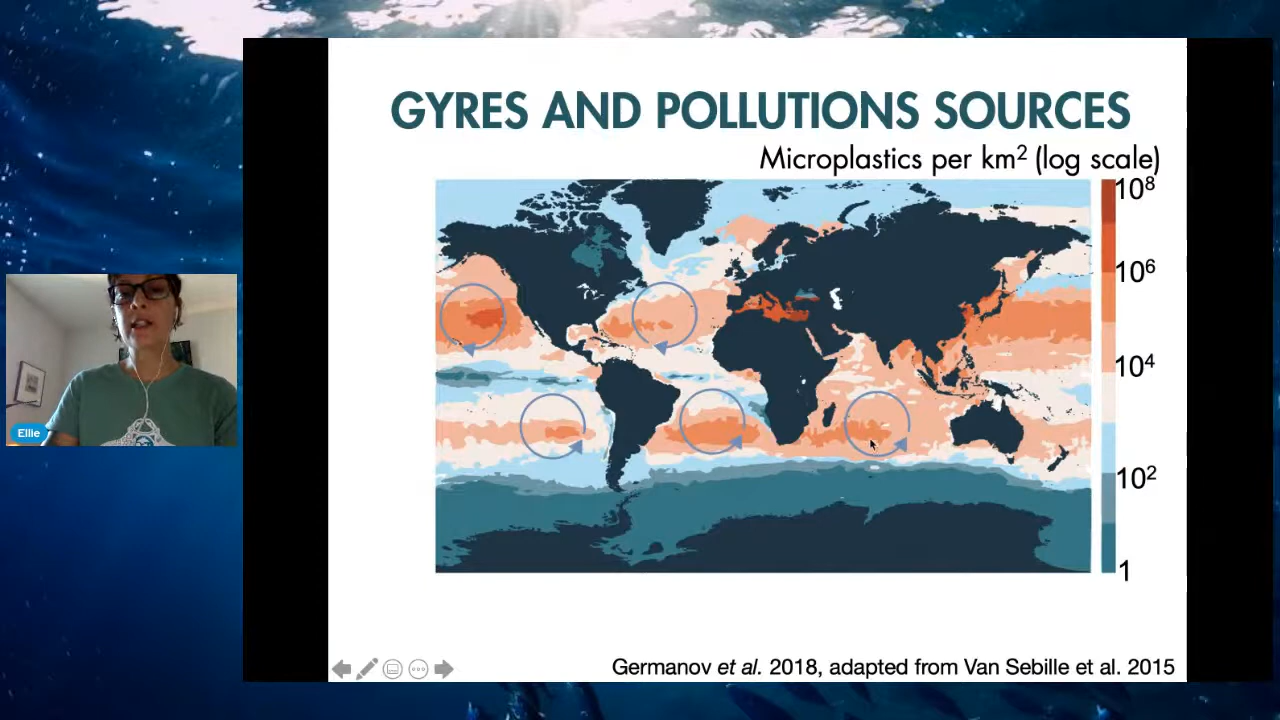 GYRES AND POLLUTIONS SOURCES
Microplastics per km² (log scale)
10⁸
10⁶
10⁴
10²
1
Ellie
Germanov et al. 2018, adapted from Van Sebille et al. 2015